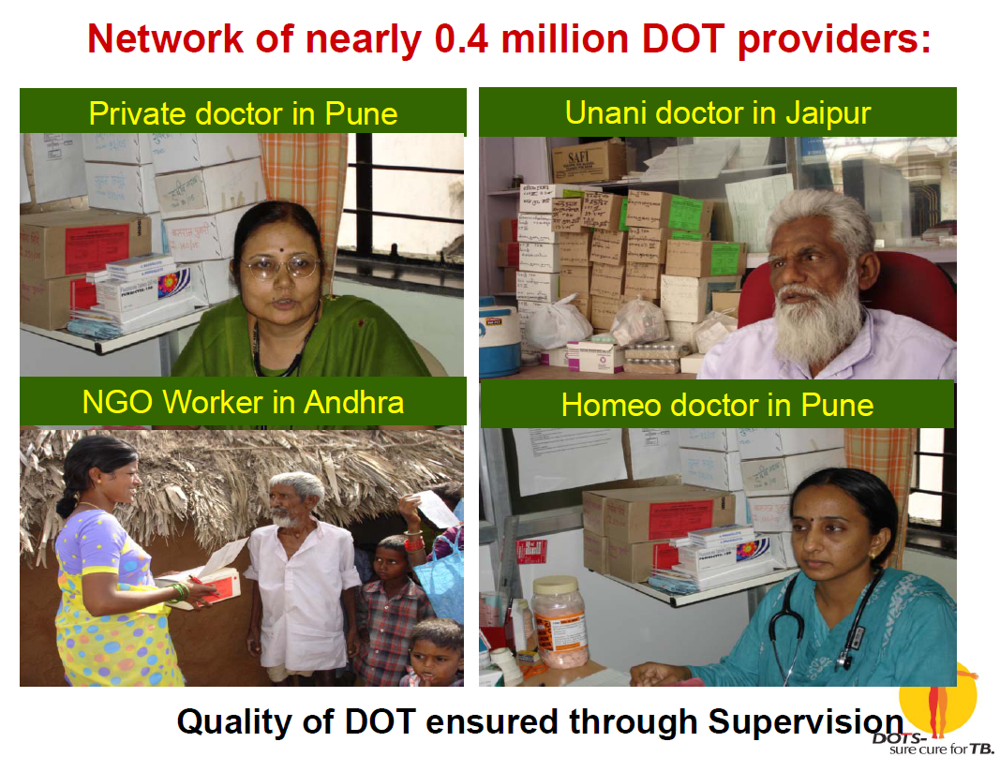 Network of nearly 0.4 million DOT providers:
Private doctor in Pune
Unani doctor in Jaipur
SAFI
NGO Worker in Andhra
Homeo doctor in Pune
Quality of DOT ensured through Supervision
DOTS-
sure cure for TB.